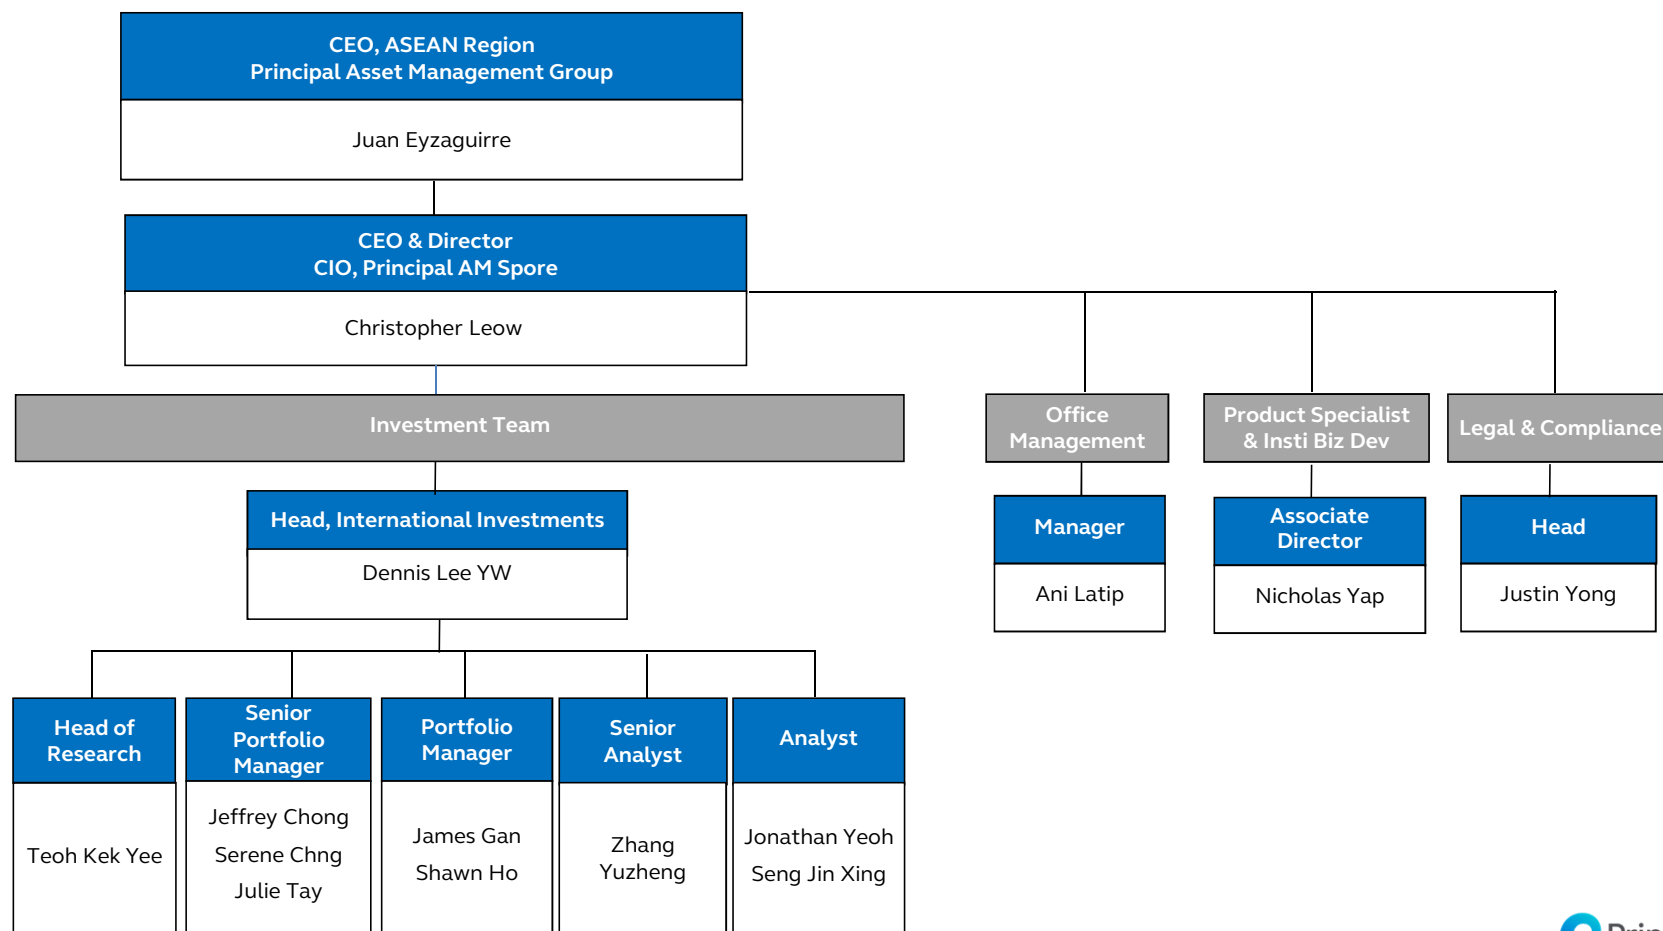 CEO, ASEAN Region
Principal Asset Management Group
Juan Eyzaguirre
CEO & Director
CIO, Principal AM Spore
Christopher Leow
Investment Team
Office
Management
Product Specialist
& Insti Biz Dev
Legal & Compliance
Head, International Investments
Dennis Lee YW
Manager
Ani Latip
Associate
Director
Nicholas Yap
Head
Justin Yong
Head of
Research
Teoh Kek Yee
Senior
Portfolio
Manager
Jeffrey Chong
Serene Chng
Julie Tay
Portfolio
Manager
James Gan
Shawn Ho
Senior
Analyst
Zhang
Yuzheng
Analyst
Jonathan Yeoh
Seng Jin Xing